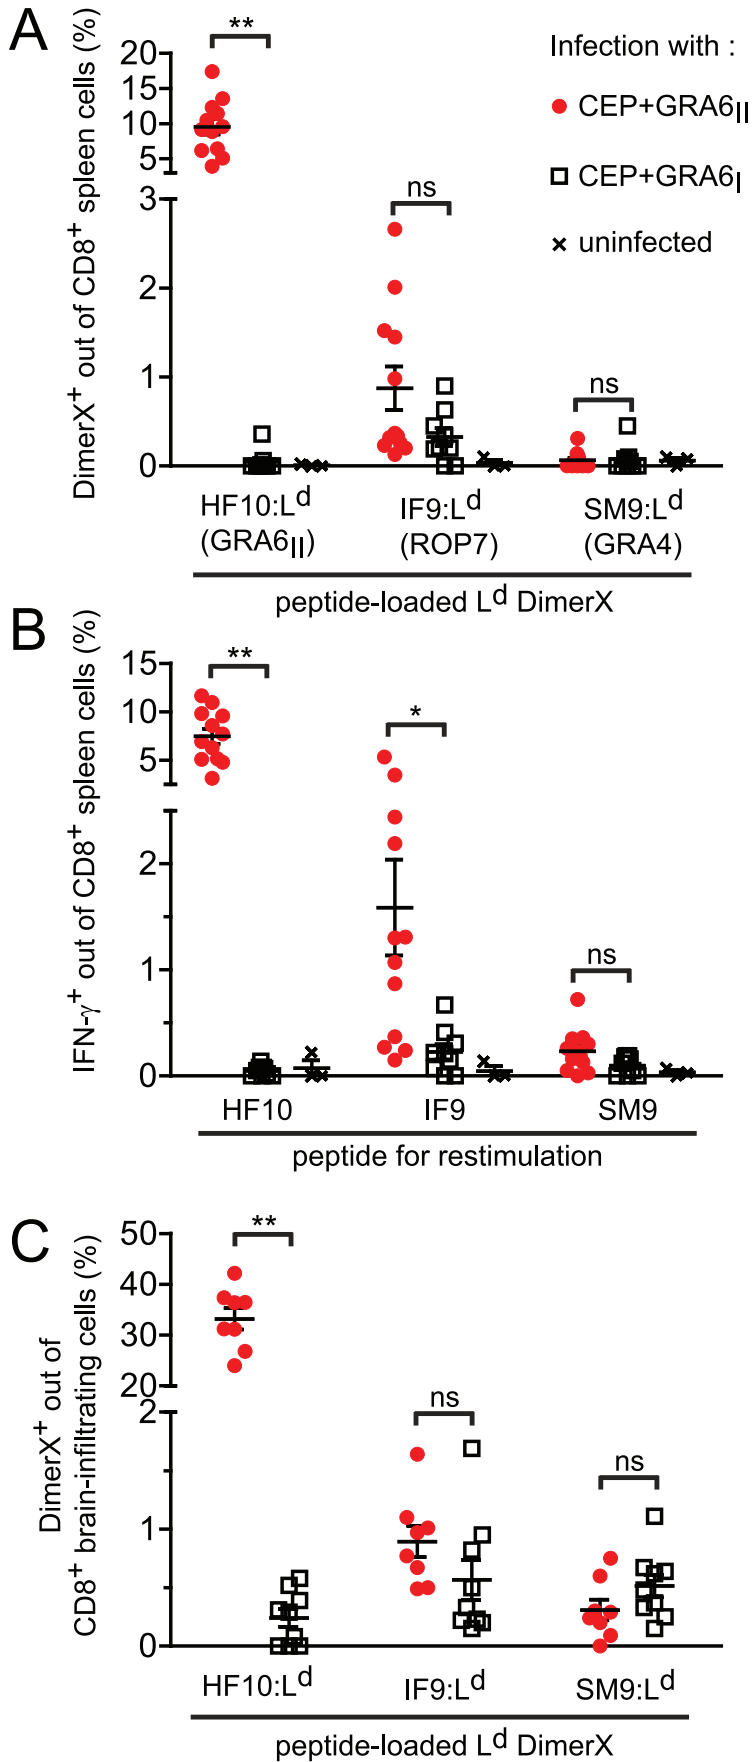 A
DimerX+ out of CD8+ spleen cells (%)
20
15
10
5
3
2
1
0
**
ns
ns
Infection with :
CEP+GRA6II
CEP+GRA6I
uninfected
HF10:Ld
(GRA6II)
IF9:Ld
(ROP7)
SM9:Ld
(GRA4)
peptide-loaded Ld DimerX
B
IFN-γ+ out of CD8+ spleen cells (%)
15
10
5
2
1
0
**
*
ns
HF10
IF9
SM9
peptide for restimulation
C
DimerX+ out of
CD8+ brain-infiltrating cells (%)
50
40
30
20
2
1
0
**
ns
ns
HF10:Ld
IF9:Ld
SM9:Ld
peptide-loaded Ld DimerX